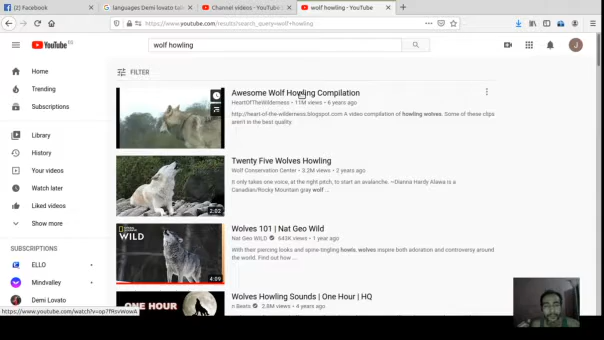 Facebook
languages Demi lovato tal
Channel videos - YouTube
wolf howling - YouTube
https://www.youtube.com/results?search_query=wolf+howling
YouTube
wolf howling
J
FILTER
Home
Trending
Subscriptions
Library
History
Your videos
Watch later
Liked videos
Show more
SUBSCRIPTIONS
ELLO
Mindvalley
Demi Lovato
Awesome Wolf Howling Compilation
HeartOfTheWilderness • 11M views • 6 years ago
http://heart-of-the-wilderness.blogspot.com A video compilation of howling wolves. Some of these clips
aren't in the best quality.
2:02
Twenty Five Wolves Howling
Wolf Conservation Center • 3.2M views • 2 years ago
It only takes one voice, at the right pitch, to start an avalanche. ~Dianna Hardy Alawa is a
Canadian/Rocky Mountain gray wolf ...
NATIONAL GEOGRAPHIC
WILD
4:09
Wolves 101 | Nat Geo Wild
Nat Geo WILD • 643K views • 1 year ago
With their piercing looks and spine-tingling howls, wolves inspire both adoration and controversy around
the world. Find out how ...
ONE HOUR
Wolves Howling Sounds | One Hour | HQ
n Beats • 2.8M views • 4 years ago